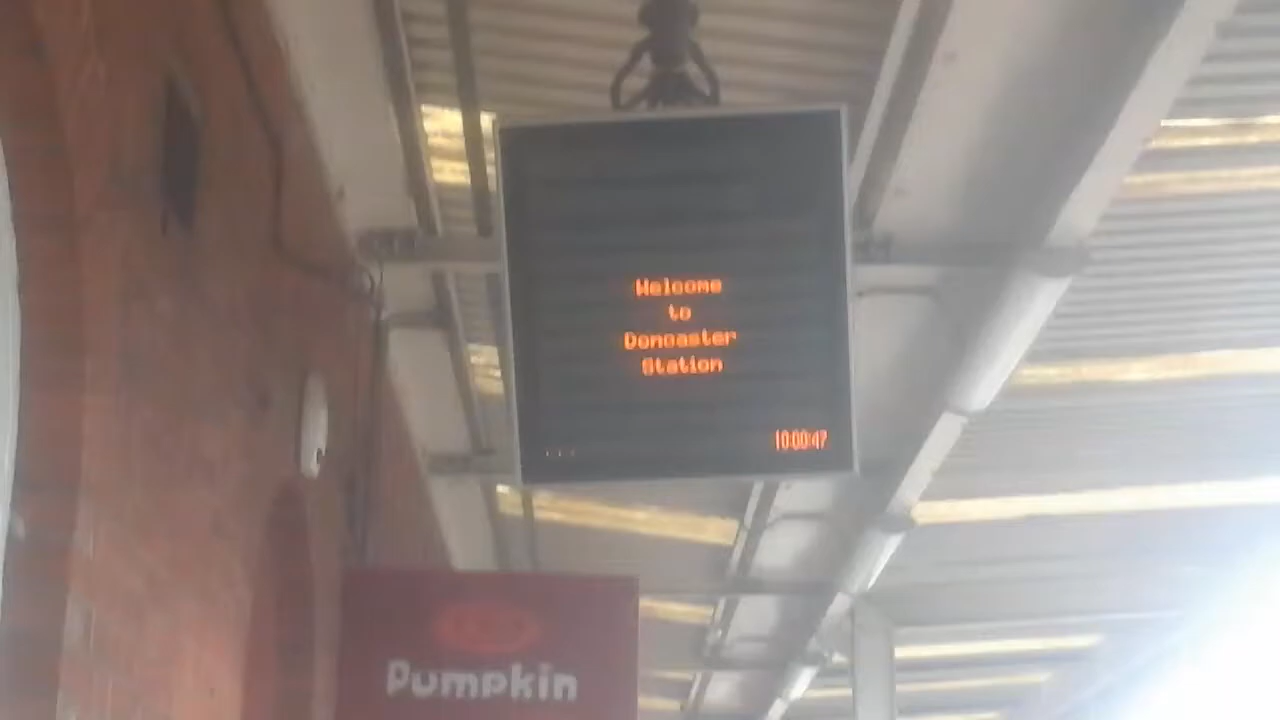 Welcome
to
Doncaster
Station
...
10:00:47
Pumpkin